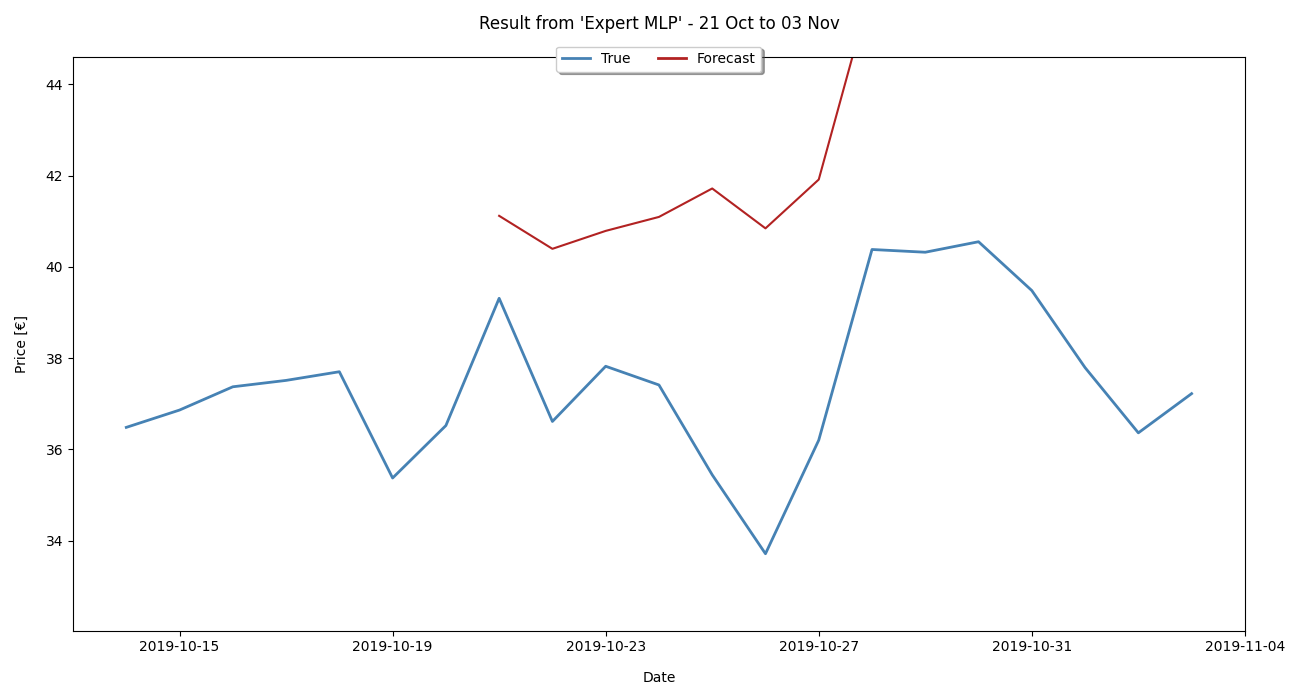 Result from 'Expert MLP' - 21 Oct to 03 Nov
True Forecast
44
42
40
38
36
34
Price [€]
2019-10-15 2019-10-19 2019-10-23 2019-10-27 2019-10-31 2019-11-04
Date